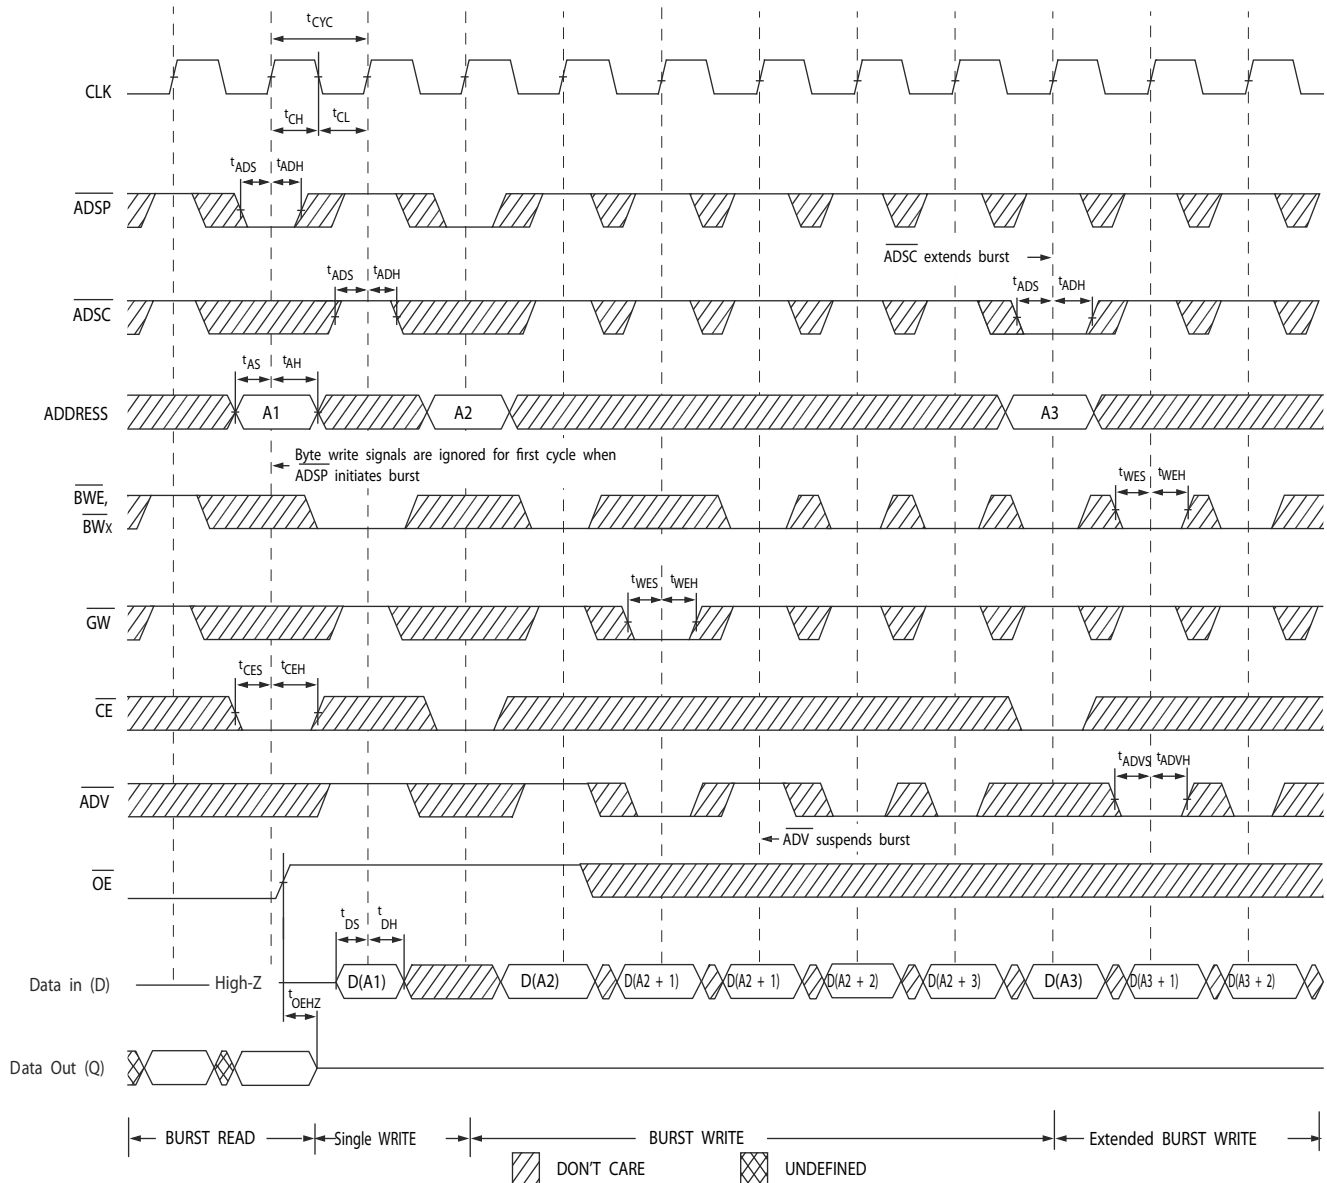 tCYC
CLK
tCH
tCL
tADS
tADH
ADSP
ADSC extends burst
tADS
tADH
tADS
tADH
ADSC
tAS
tAH
ADDRESS
A1
A2
A3
Byte write signals are ignored for first cycle when
ADSP initiates burst
BWE,
BWx
tWES
tWEH
tWES
tWEH
GW
tCES
tCEH
CE
tADVS
tADVH
ADV
ADV suspends burst
OE
tDS
tDH
Data in (D)
High-Z
D(A1)
D(A2)
D(A2 + 1)
D(A2 + 1)
D(A2 + 2)
D(A2 + 3)
D(A3)
D(A3 + 1)
D(A3 + 2)
tOEHZ
Data Out (Q)
BURST READ
Single WRITE
BURST WRITE
Extended BURST WRITE
DON'T CARE
UNDEFINED